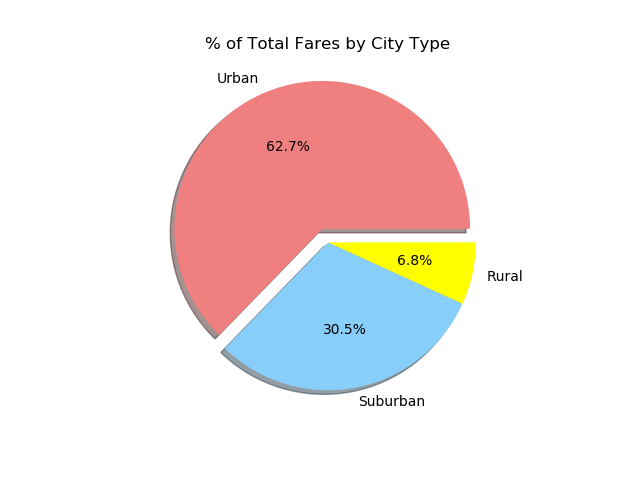 % of Total Fares by City Type
Urban
62.7%
6.8%
Rural
30.5%
Suburban